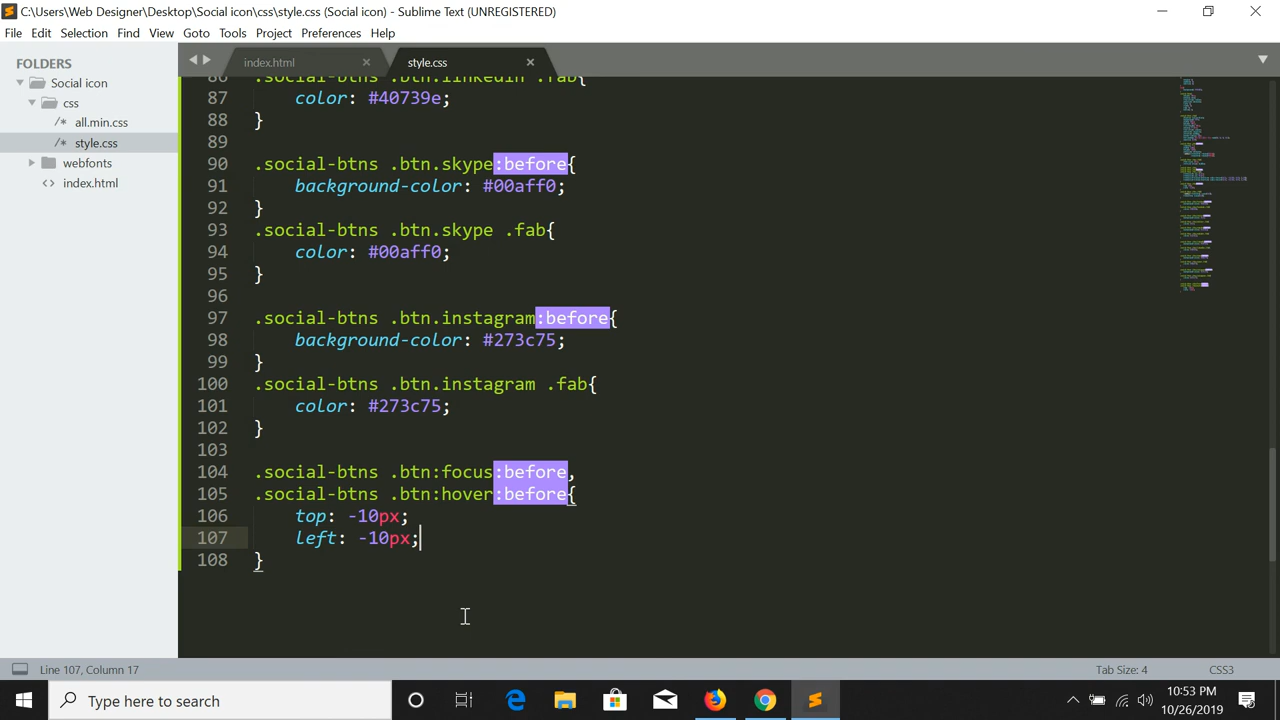 C:\Users\Web Designer\Desktop\Social icon\css\style.css (Social icon) - Sublime Text (UNREGISTERED)
File Edit Selection Find View Goto Tools Project Preferences Help
FOLDERS
Social icon
css
/* all.min.css
/* style.css
webfonts
<> index.html
index.html × style.css ×
86 .social-btns .btn.linkedin .fab{
87 color: #40739e;
88 }
89
90 .social-btns .btn.skype:before{
91 background-color: #00aff0;
92 }
93 .social-btns .btn.skype .fab{
94 color: #00aff0;
95 }
96
97 .social-btns .btn.instagram:before{
98 background-color: #273c75;
99 }
100 .social-btns .btn.instagram .fab{
101 color: #273c75;
102 }
103
104 .social-btns .btn:focus:before,
105 .social-btns .btn:hover:before{
106 top: -10px;
107 left: -10px;
108 }
Line 107, Column 17 Tab Size: 4 CSS3
Type here to search
10:53 PM
10/26/2019